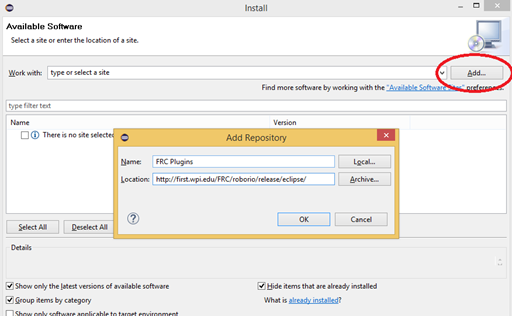 Install
Available Software
Select a site or enter the location of a site.
Work with: type or select a site Add...
Find more software by working with the "Available Software Sites" preferences.
type filter text
Name Version
There is no site selected
Add Repository
Name: FRC Plugins Local...
Location: http://first.wpi.edu/FRC/roborio/release/eclipse/ Archive...
? OK Cancel
Select All Deselect All
Details
Show only the latest versions of available software Hide items that are already installed
Group items by category What is already installed?
Show only software applicable to target environment